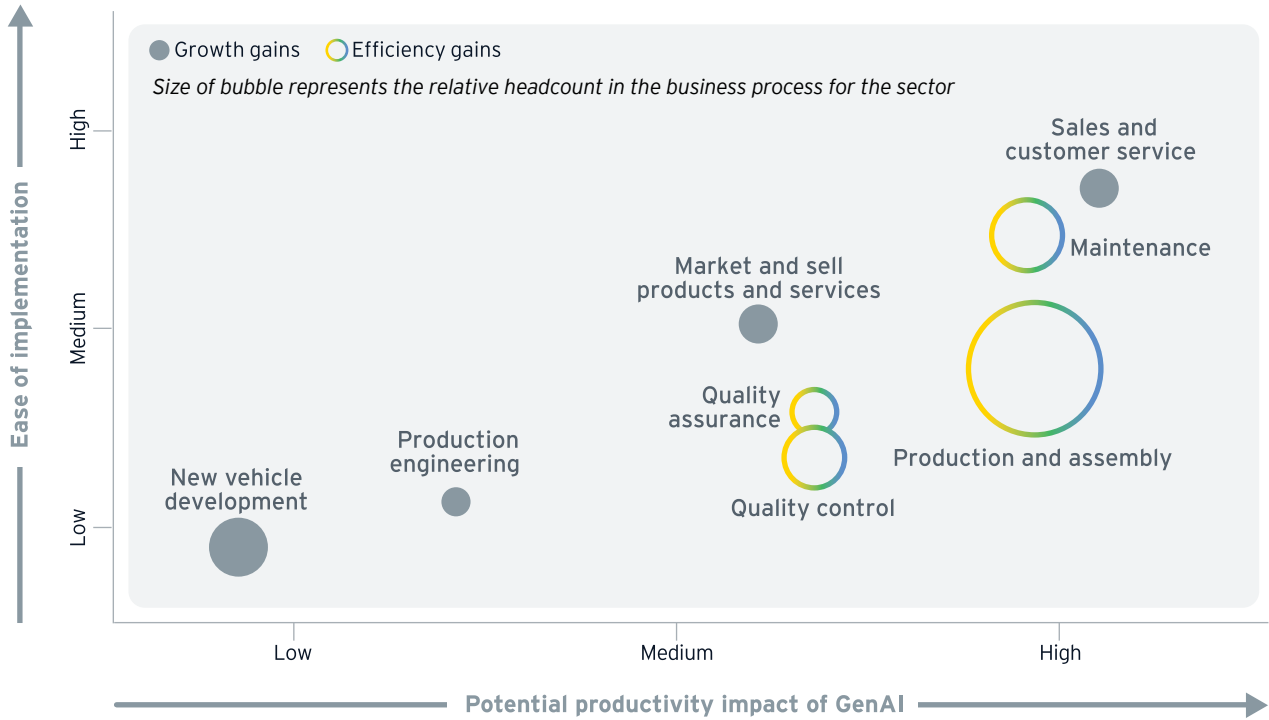 Growth gains
Efficiency gains
Size of bubble represents the relative headcount in the business process for the sector
Ease of implementation
High
Medium
Low
Sales and
customer service
Maintenance
Market and sell
products and services
Quality
assurance
Production
engineering
Production and assembly
New vehicle
development
Quality control
Low
Medium
High
Potential productivity impact of GenAI